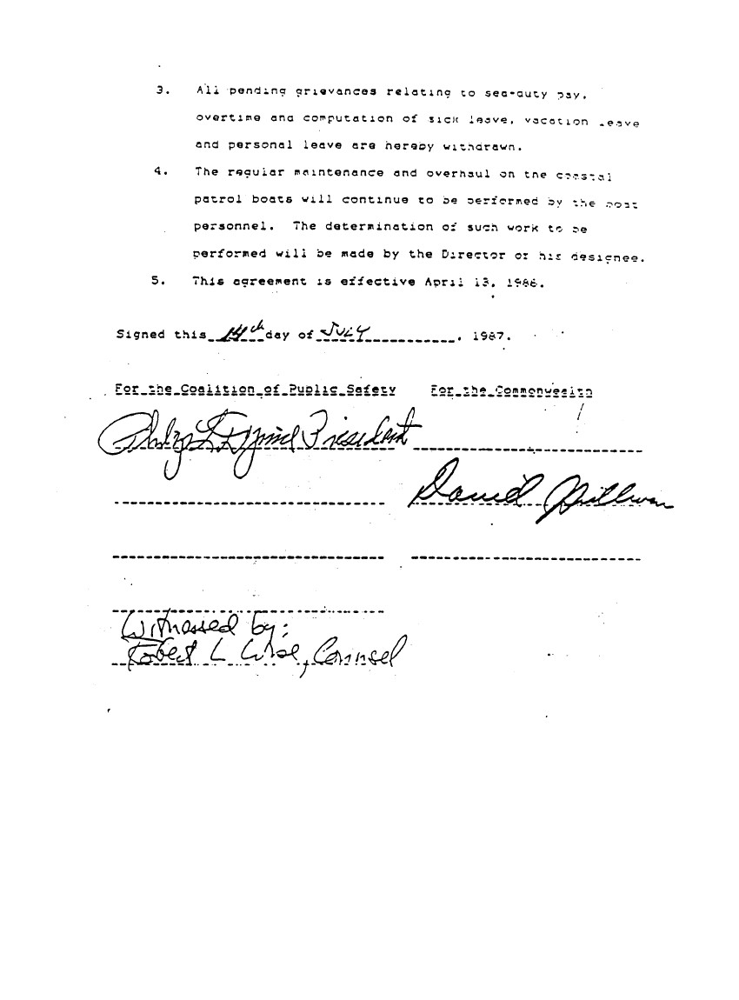 3. All pending grievances relating to sea-duty pay,
overtime and computation of sick leave, vacation leave
and personal leave are hereby withdrawn.
4. The regular maintenance and overhaul on the coastal
patrol boats will continue to be performed by the boat
personnel. The determination of such work to be
performed will be made by the Director or his designee.
5. This agreement is effective April 13, 1986.
Signed this 14th day of JULY, 1987.
For the Coalition of Public Safety For the Commonwealth
President
David
Witnessed by:
Robert L Wise, Counsel